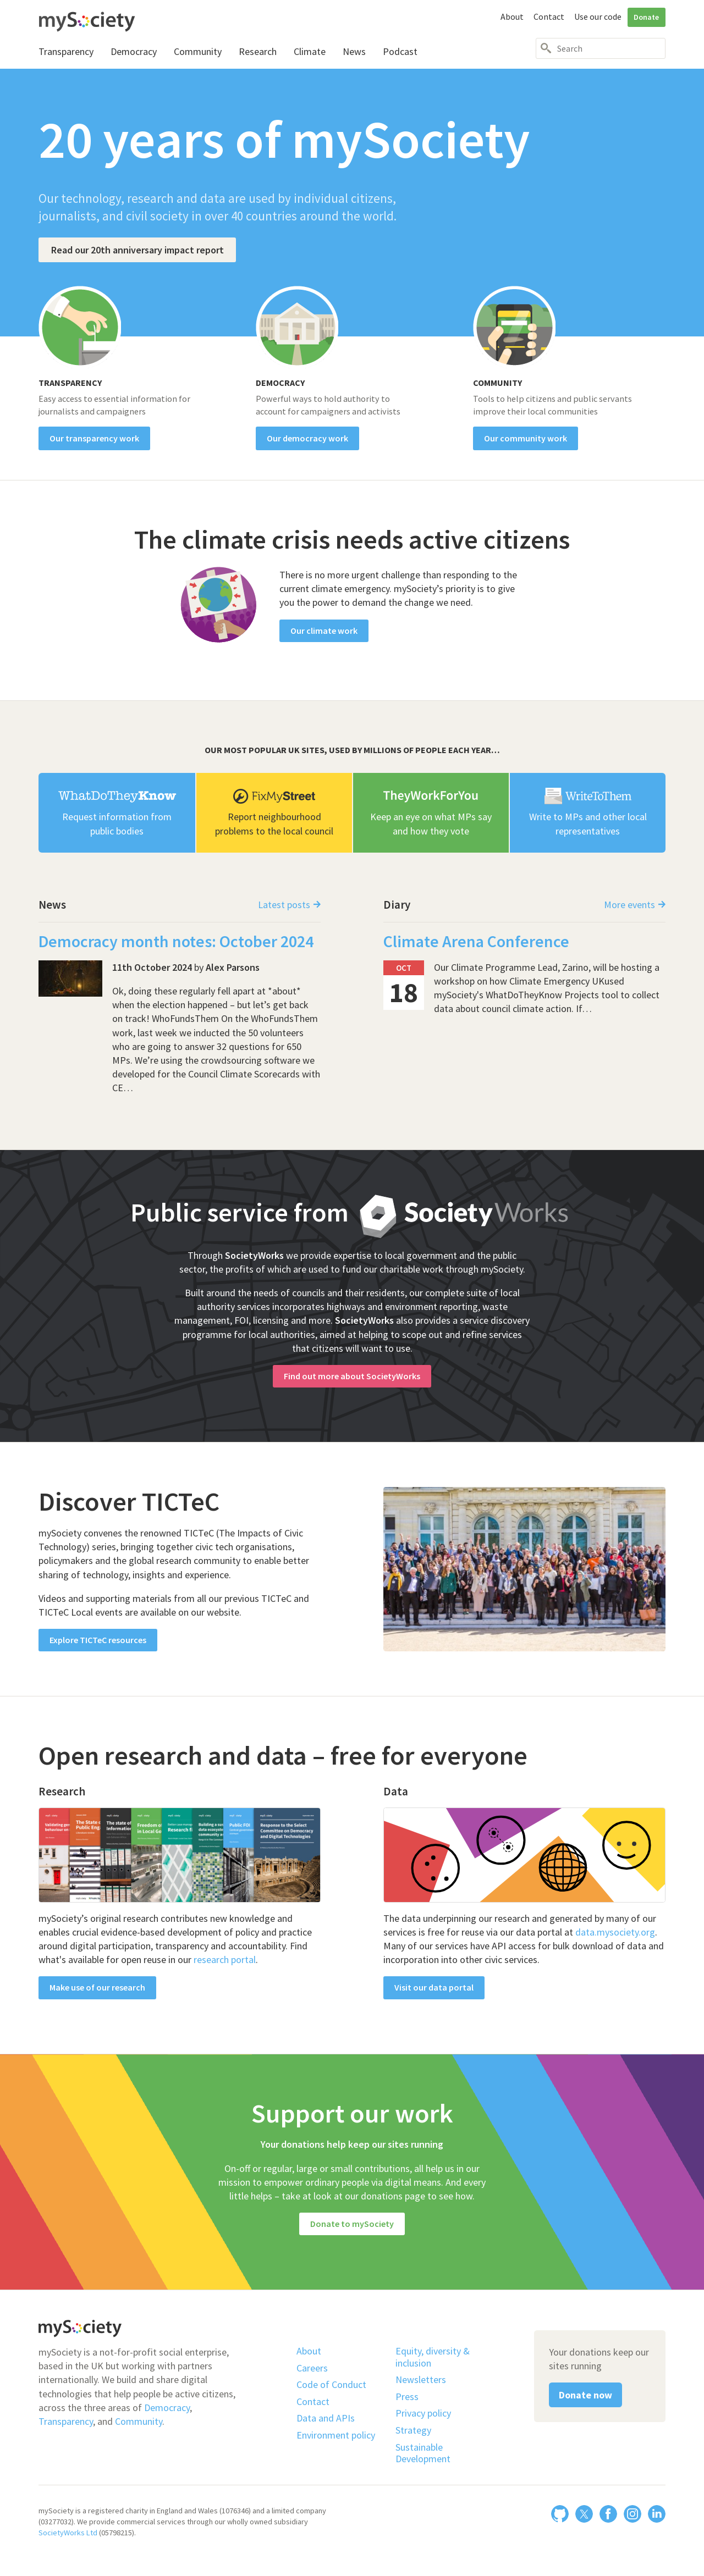 mySociety
About Contact Use our code Donate
Transparency Democracy Community Research Climate News Podcast
Search
20 years of mySociety
Our technology, research and data are used by individual citizens,
journalists, and civil society in over 40 countries around the world.
Read our 20th anniversary impact report
TRANSPARENCY
Easy access to essential information for
journalists and campaigners
Our transparency work
DEMOCRACY
Powerful ways to hold authority to
account for campaigners and activists
Our democracy work
COMMUNITY
Tools to help citizens and public servants
improve their local communities
Our community work
The climate crisis needs active citizens
There is no more urgent challenge than responding to the
current climate emergency. mySociety's priority is to give
you the power to demand the change we need.
Our climate work
OUR MOST POPULAR UK SITES, USED BY MILLIONS OF PEOPLE EACH YEAR…
WhatDoTheyKnow
Request information from
public bodies
FixMyStreet
Report neighbourhood
problems to the local council
TheyWorkForYou
Keep an eye on what MPs say
and how they vote
WriteToThem
Write to MPs and other local
representatives
News
Latest posts
Democracy month notes: October 2024
11th October 2024 by Alex Parsons
Ok, doing these regularly fell apart at *about*
when the election happened – but let's get back
on track! WhoFundsThem On the WhoFundsThem
work, last week we inducted the 50 volunteers
who are going to answer 32 questions for 650
MPs. We're using the crowdsourcing software we
developed for the Council Climate Scorecards with
CE…
Diary
More events
Climate Arena Conference
OCT
18
Our Climate Programme Lead, Zarino, will be hosting a
workshop on how Climate Emergency UKused
mySociety's WhatDoTheyKnow Projects tool to collect
data about council climate action. If…
Public service from SocietyWorks
Through SocietyWorks we provide expertise to local government and the public
sector, the profits of which are used to fund our charitable work through mySociety.
Built around the needs of councils and their residents, our complete suite of local
authority services incorporates highways and environment reporting, waste
management, FOI, licensing and more. SocietyWorks also provides a service discovery
programme for local authorities, aimed at helping to scope out and refine services
that citizens will want to use.
Find out more about SocietyWorks
Discover TICTeC
mySociety convenes the renowned TICTeC (The Impacts of Civic
Technology) series, bringing together civic tech organisations,
policymakers and the global research community to enable better
sharing of technology, insights and experience.
Videos and supporting materials from all our previous TICTeC and
TICTeC Local events are available on our website.
Explore TICTeC resources
Open research and data – free for everyone
Research
Response to the Select
Committee on Democracy
and Digital Technologies
mySociety's original research contributes new knowledge and
enables crucial evidence-based development of policy and practice
around digital participation, transparency and accountability. Find
what's available for open reuse in our research portal.
Make use of our research
Data
The data underpinning our research and generated by many of our
services is free for reuse via our data portal at data.mysociety.org.
Many of our services have API access for bulk download of data and
incorporation into other civic services.
Visit our data portal
Support our work
Your donations help keep our sites running
On-off or regular, large or small contributions, all help us in our
mission to empower ordinary people via digital means. And every
little helps – take at look at our donations page to see how.
Donate to mySociety
mySociety
mySociety is a not-for-profit social enterprise,
based in the UK but working with partners
internationally. We build and share digital
technologies that help people be active citizens,
across the three areas of Democracy,
Transparency, and Community.
About
Careers
Code of Conduct
Contact
Data and APIs
Environment policy
Equity, diversity &
inclusion
Newsletters
Press
Privacy policy
Strategy
Sustainable
Development
Your donations keep our
sites running
Donate now
mySociety is a registered charity in England and Wales (1076346) and a limited company
(03277032). We provide commercial services through our wholly owned subsidiary
SocietyWorks Ltd (05798215).